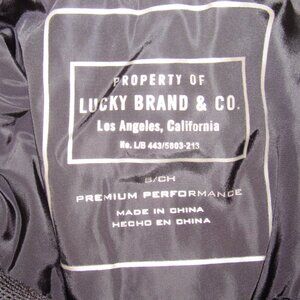 PROPERTY OF
LUCKY BRAND & CO.
Los Angeles, California
No. L/B 443/5803-213
S/CH
PREMIUM PERFORMANCE
MADE IN CHINA
HECHO EN CHINA